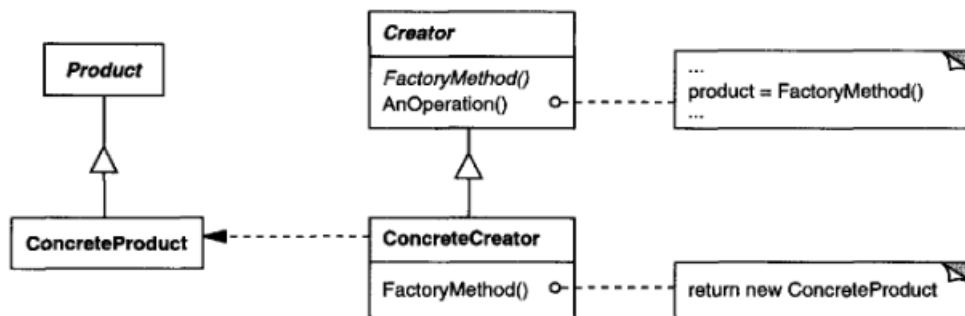 Product
ConcreteProduct
Creator
FactoryMethod()
AnOperation()
...
product = FactoryMethod()
...
ConcreteCreator
FactoryMethod()
return new ConcreteProduct